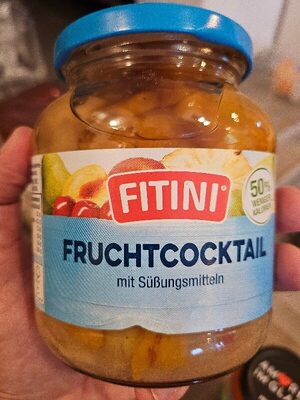 FITINI
50%
WENIGER
KALORIEN
FRUCHTCOCKTAIL
mit Süßungsmitteln